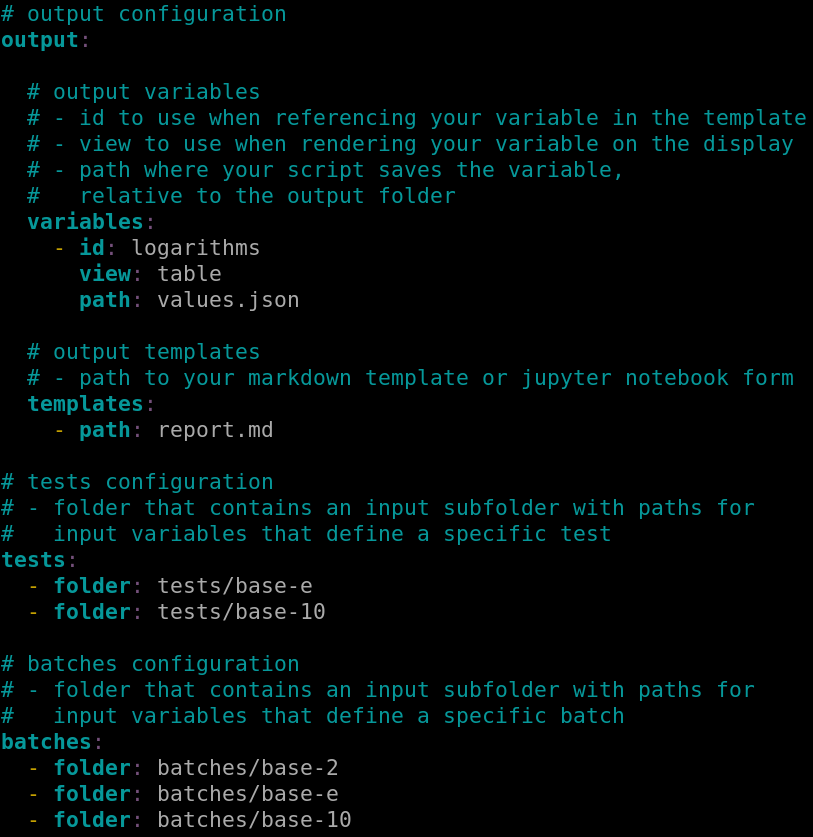 # output configuration
output:
  # output variables
  # - id to use when referencing your variable in the template
  # - view to use when rendering your variable on the display
  # - path where your script saves the variable,
  #   relative to the output folder
  variables:
    - id: logarithms
      view: table
      path: values.json
  # output templates
  # - path to your markdown template or jupyter notebook form
  templates:
    - path: report.md
# tests configuration
# - folder that contains an input subfolder with paths for
#   input variables that define a specific test
tests:
  - folder: tests/base-e
  - folder: tests/base-10
# batches configuration
# - folder that contains an input subfolder with paths for
#   input variables that define a specific batch
batches:
  - folder: batches/base-2
  - folder: batches/base-e
  - folder: batches/base-10